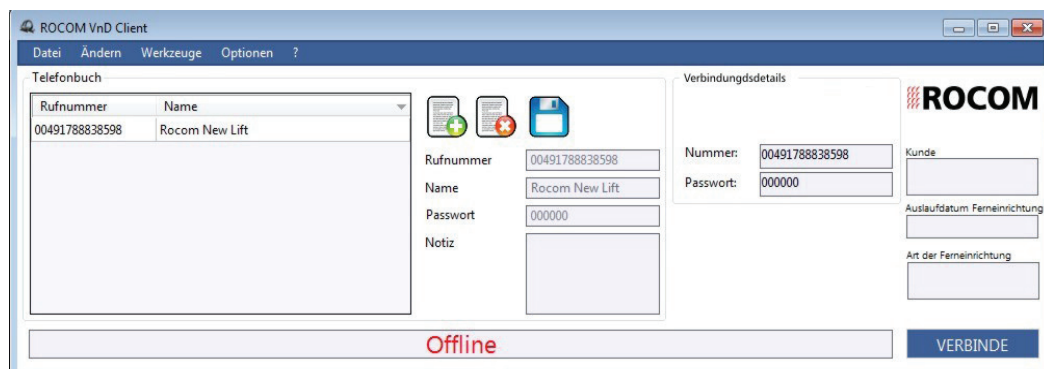 ROCOM VnD Client
Datei Ändern Werkzeuge Optionen ?
Telefonbuch
Rufnummer Name
00491788838598 Rocom New Lift
Rufnummer 00491788838598
Name Rocom New Lift
Passwort 000000
Notiz
Verbindungdsdetails
Nummer: 00491788838598
Passwort: 000000
ROCOM
Kunde
Auslaufdatum Ferneinrichtung
Art der Ferneinrichtung
Offline
VERBINDE